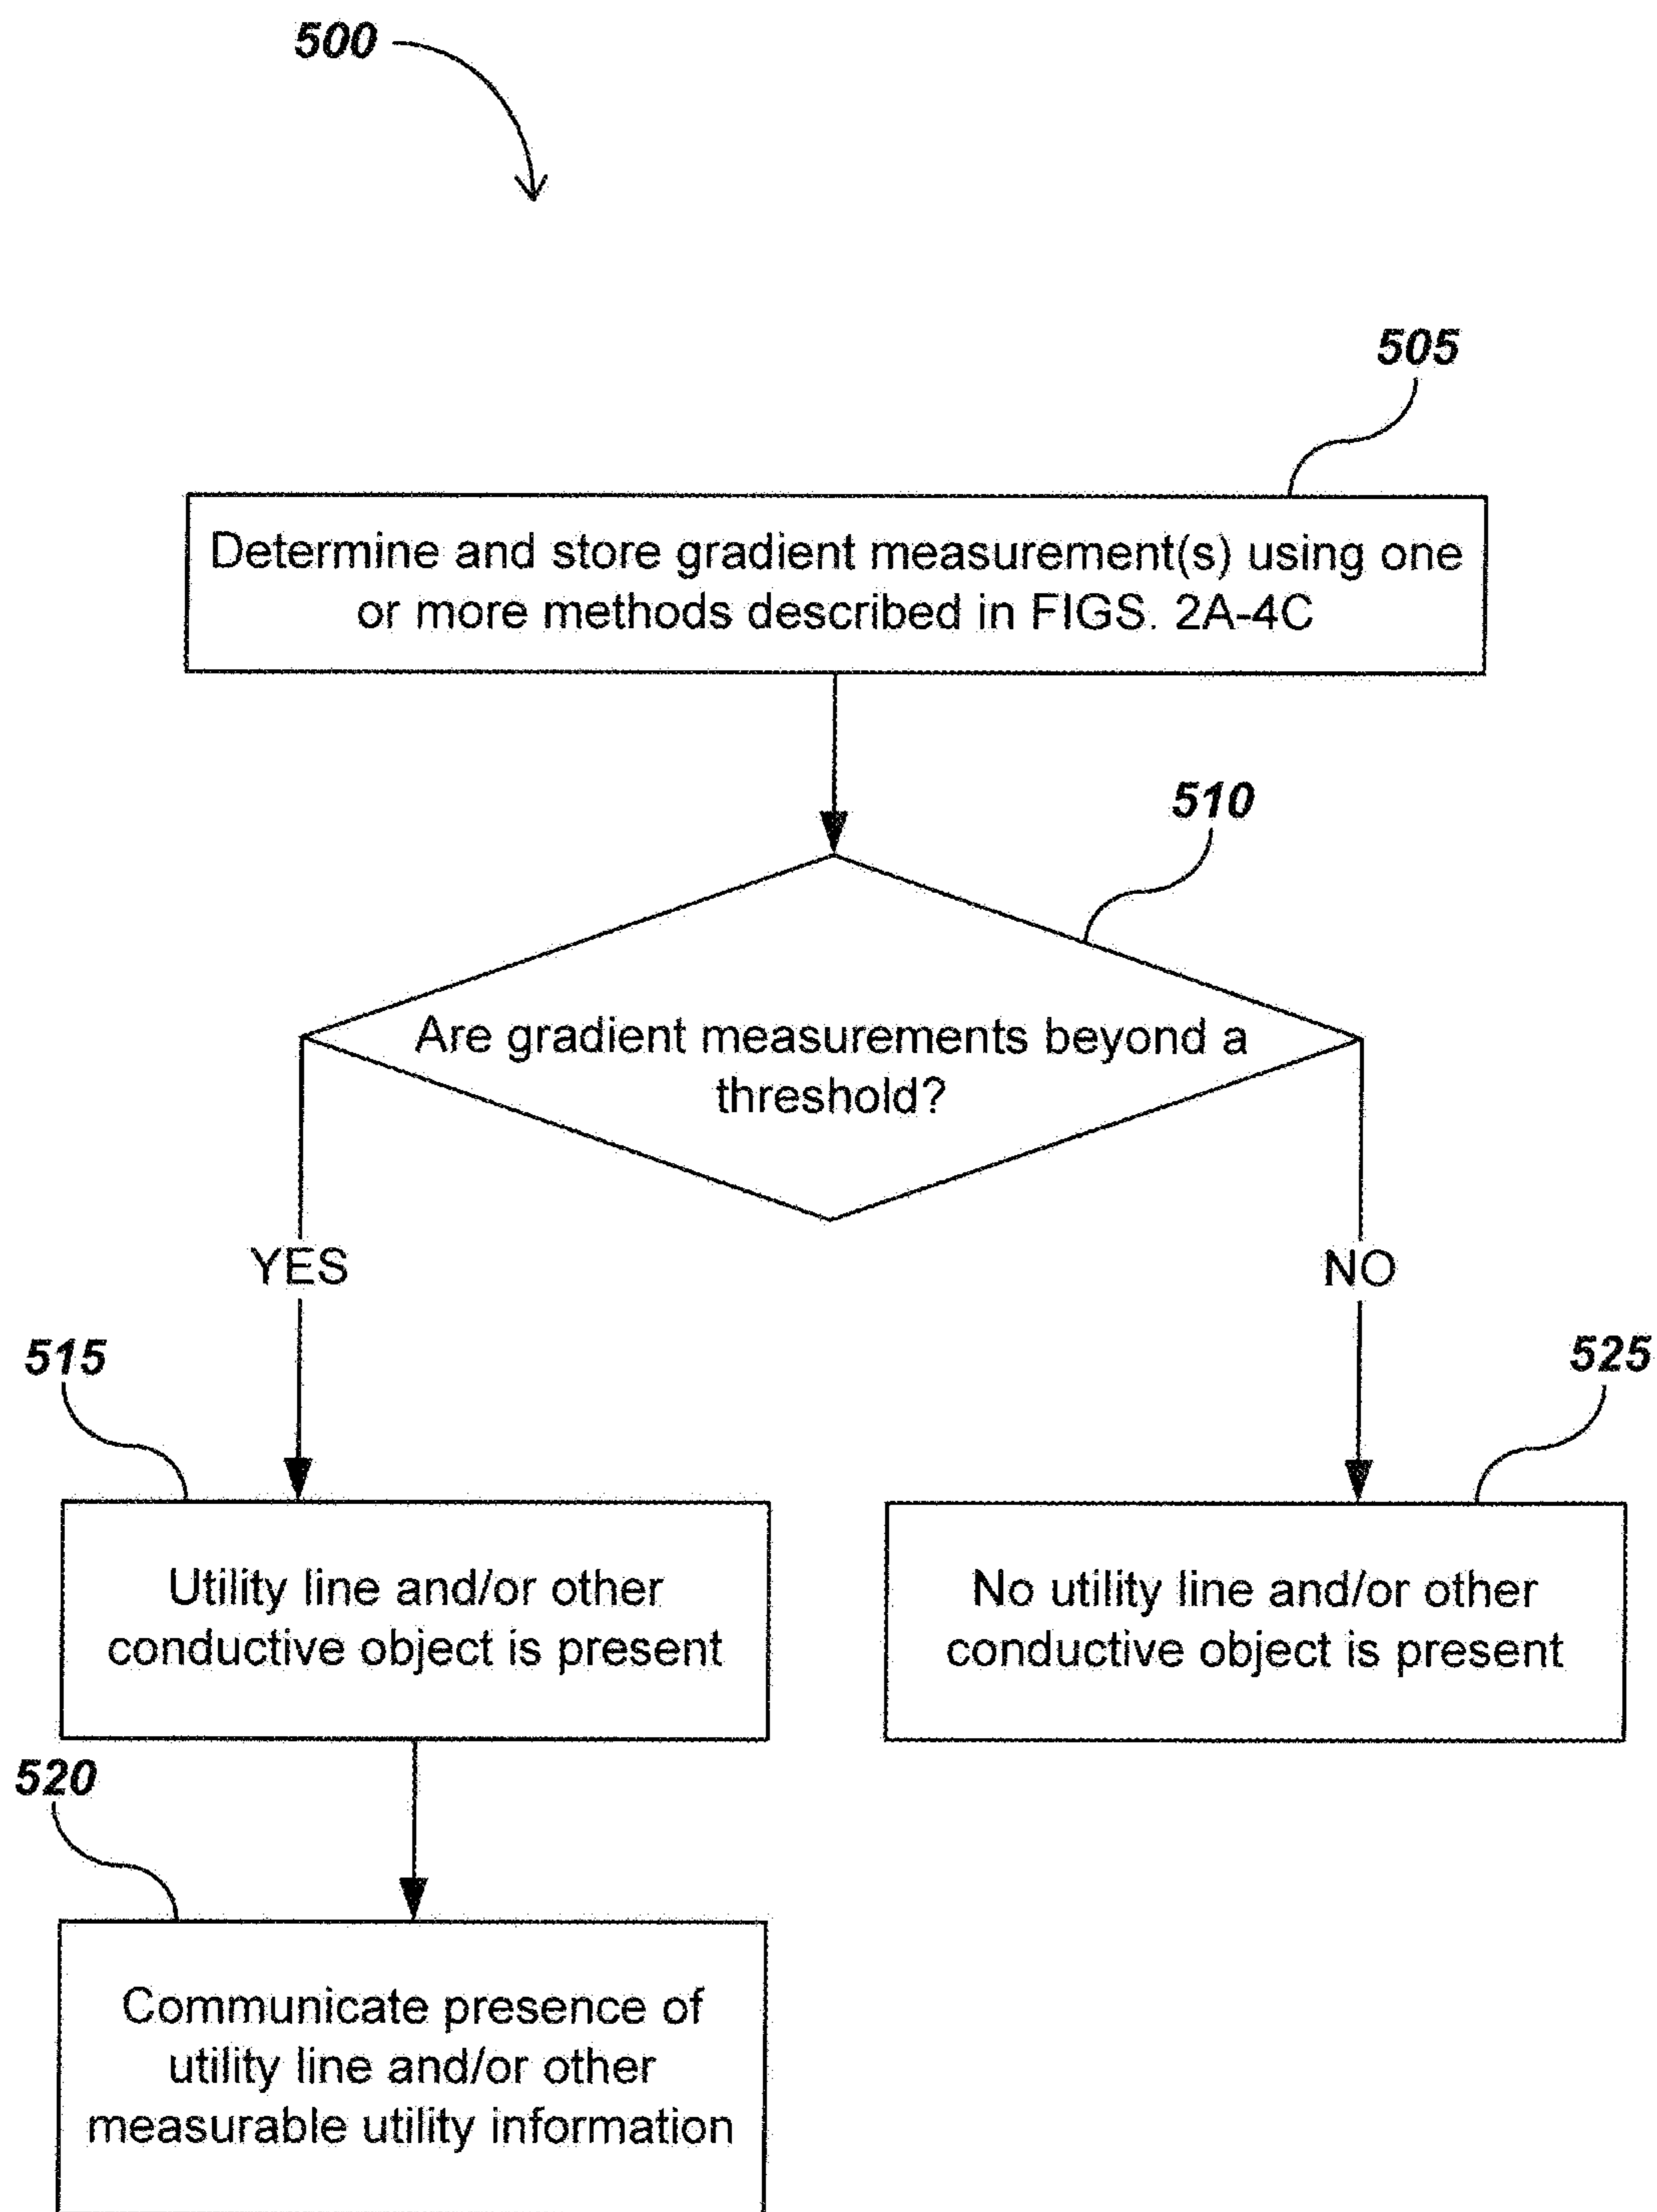 500
505
Determine and store gradient measurement(s) using one
or more methods described in FIGS. 2A-4C
510
Are gradient measurements beyond a
threshold?
YES
NO
515
525
Utility line and/or other
conductive object is present
No utility line and/or other
conductive object is present
520
Communicate presence of
utility line and/or other
measurable utility information